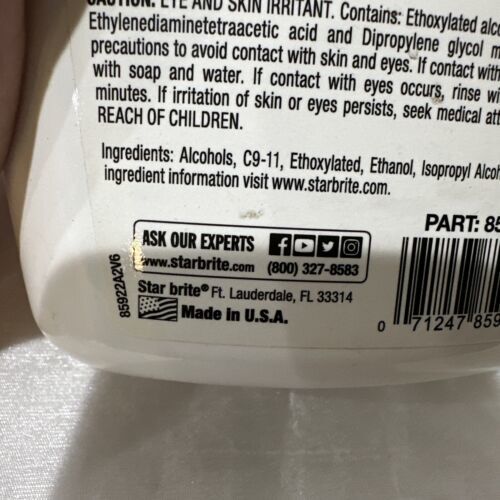 CAUTION: EYE AND SKIN IRRITANT. Contains: Ethoxylated
Ethylenediaminetetraacetic acid and Dipropylene glycol
precautions to avoid contact with skin and eyes. If contact with
with soap and water. If contact with eyes occurs, rinse
minutes. If irritation of skin or eyes persists, seek medical
REACH OF CHILDREN.
Ingredients: Alcohols, C9-11, Ethoxylated, Ethanol, Isopropyl
ingredient information visit www.starbrite.com.
PART: 85
ASK OUR EXPERTS
www.starbrite.com (800) 327-8583
Star brite® Ft. Lauderdale, FL 33314
Made in U.S.A.
85922A2V6
0 71247 859